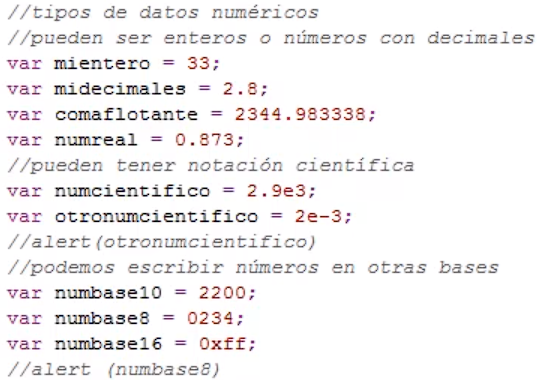 //tipos de datos numéricos
//pueden ser enteros o números con decimales
var mientero = 33;
var midecimales = 2.8;
var comaflotante = 2344.983338;
var numreal = 0.873;
//pueden tener notación científica
var numcientifico = 2.9e3;
var otronumcientifico = 2e-3;
//alert(otronumcientifico)
//podemos escribir números en otras bases
var numbase10 = 2200;
var numbase8 = 0234;
var numbase16 = 0xff;
//alert (numbase8)